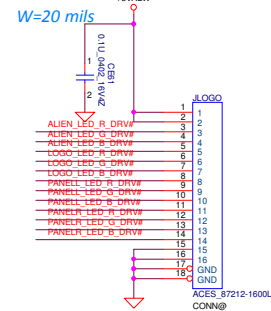 W=20 mils
JLOGO
1
2
C661
0.1U_0402_16V4Z
1 1
2 2
ALIEN_LED_R_DRV# 3 3
ALIEN_LED_G_DRV# 4 4
ALIEN_LED_B_DRV# 5 5
LOGO_LED_R_DRV# 6 6
LOGO_LED_G_DRV# 7 7
LOGO_LED_B_DRV# 8 8
PANELL_LED_R_DRV# 9 9
PANELL_LED_G_DRV# 10 10
PANELL_LED_B_DRV# 11 11
PANELR_LED_R_DRV# 12 12
PANELR_LED_G_DRV# 13 13
PANELR_LED_B_DRV# 14 14
15 15
16 16
17 GND
18 GND
ACES_87212-1600L
CONN@